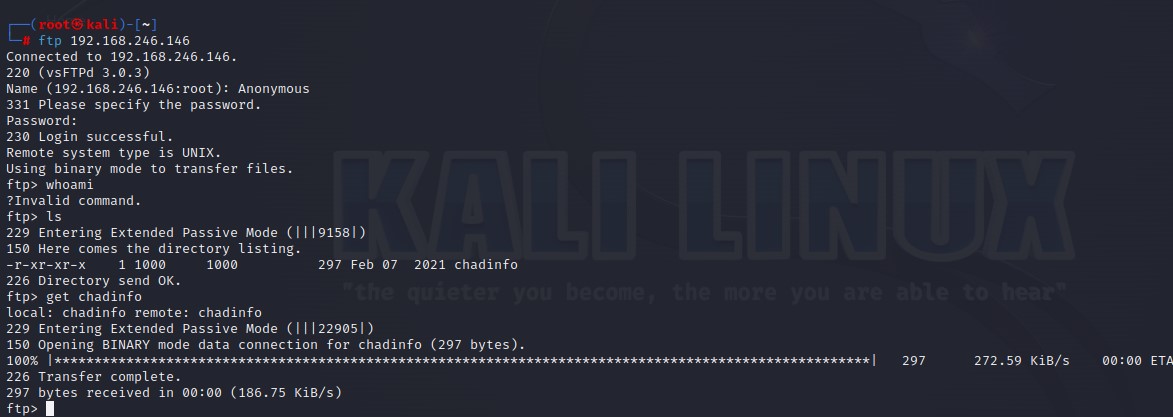 ┌──(root㉿kali)-[~]
└─# ftp 192.168.246.146
Connected to 192.168.246.146.
220 (vsFTPd 3.0.3)
Name (192.168.246.146:root): Anonymous
331 Please specify the password.
Password:
230 Login successful.
Remote system type is UNIX.
Using binary mode to transfer files.
ftp> whoami
?Invalid command.
ftp> ls
229 Entering Extended Passive Mode (|||9158|)
150 Here comes the directory listing.
-r-xr-xr-x    1 1000     1000          297 Feb 07  2021 chadinfo
226 Directory send OK.
ftp> get chadinfo
local: chadinfo remote: chadinfo
229 Entering Extended Passive Mode (|||22905|)
150 Opening BINARY mode data connection for chadinfo (297 bytes).
100% |******************************************************************************************************|   297      272.59 KiB/s    00:00 ETA
226 Transfer complete.
297 bytes received in 00:00 (186.75 KiB/s)
ftp>
KALI LINUX
"the quieter you become, the more you are able to hear"